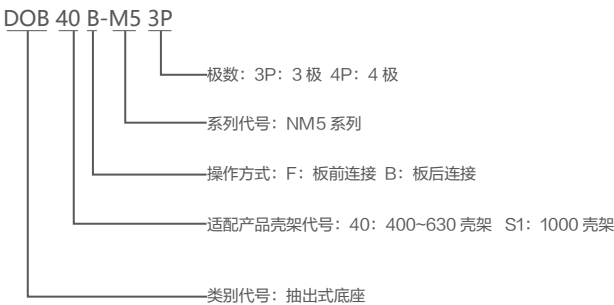 DOB 40 B-M5 3P
极数：3P：3 极 4P：4 极
系列代号：NM5 系列
操作方式：F：板前连接 B：板后连接
适配产品壳架代号：40：400~630 壳架 S1：1000 壳架
类别代号：抽出式底座